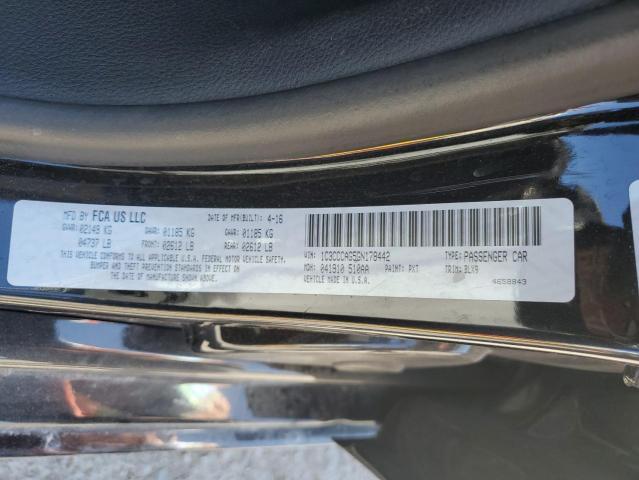 MFD BY FCA US LLC DATE OF MFR(BUILT): 4-16
GVWR: 02149 KG GAWR: 01185 KG GAWR: 01185 KG
04737 LB FRONT: 02612 LB REAR: 02612 LB
THIS VEHICLE CONFORMS TO ALL APPLICABLE U.S.A. FEDERAL MOTOR VEHICLE SAFETY,
BUMPER AND THEFT PREVENTION STANDARDS IN EFFECT ON
THE DATE OF MANUFACTURE SHOWN ABOVE.
VIN: 1C3CCCAG5GN178442 TYPE: PASSENGER CAR
MDH: 041910 510AA PAINT: PXT TRIM: BLX9
VEHICLE MADE IN U.S.A. 4658843